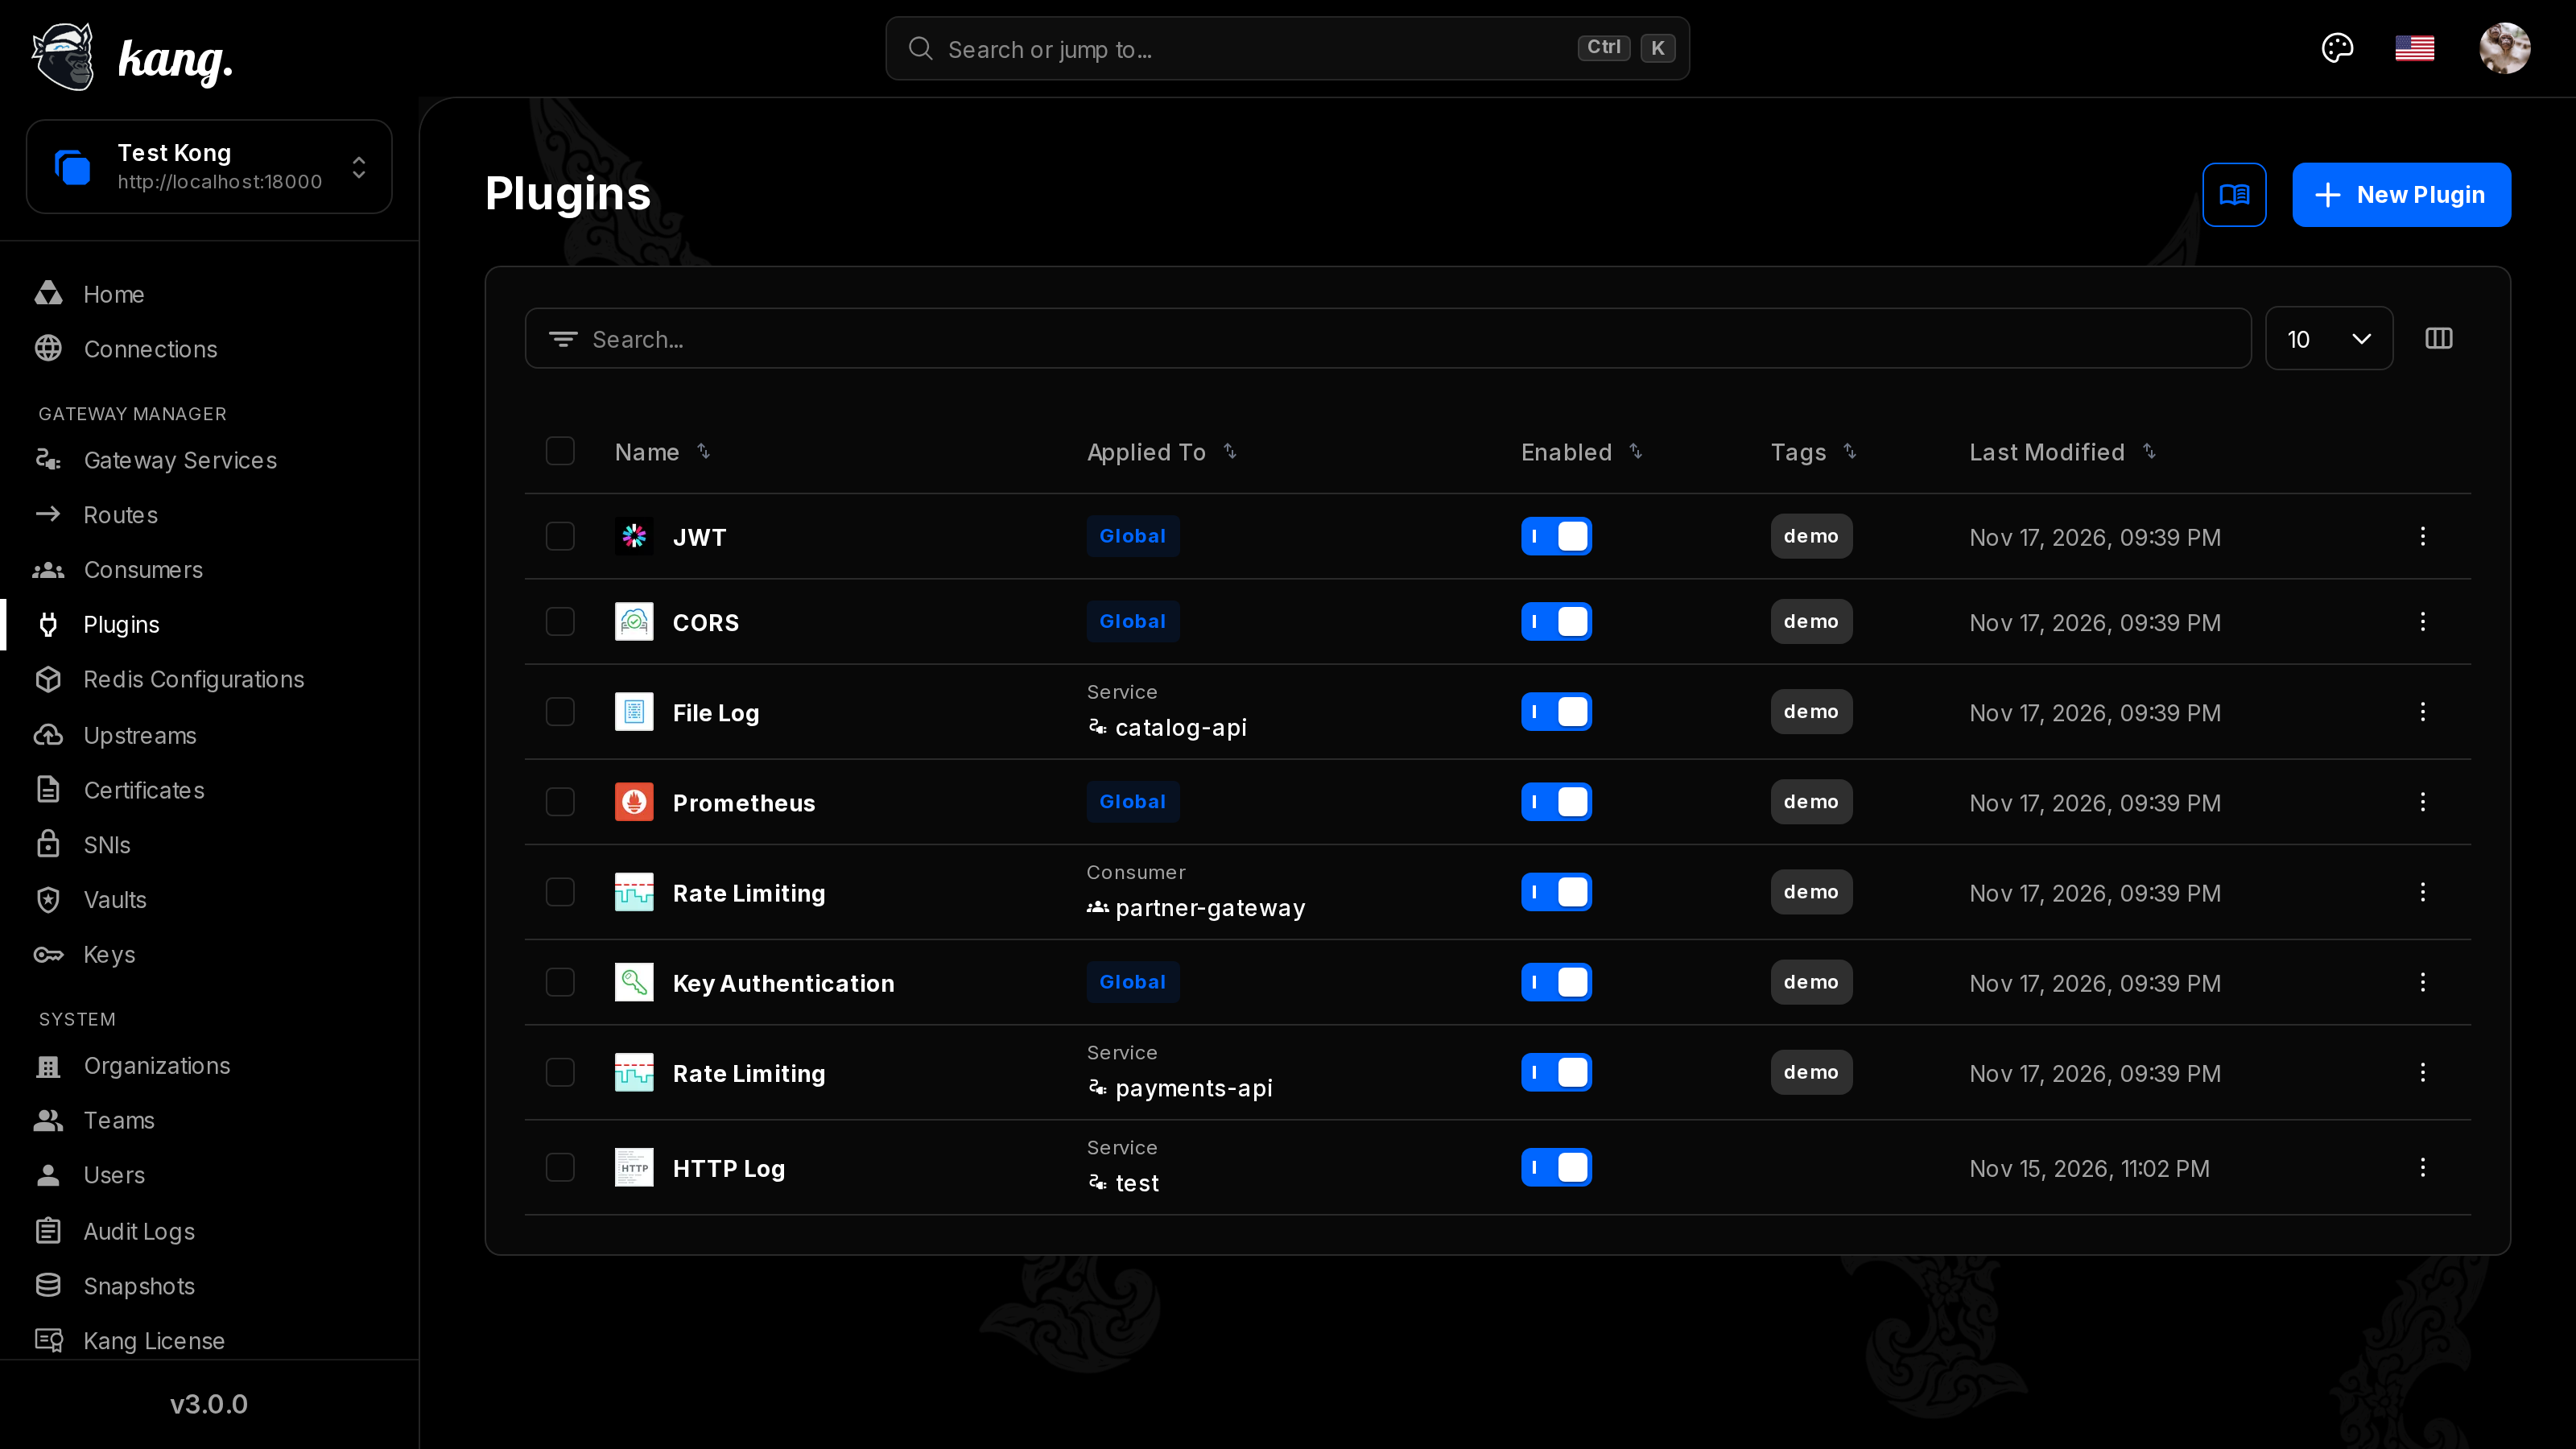 kang.
Search or jump to...
Ctrl K
Test Kong
http://localhost:18000
Home
Connections
GATEWAY MANAGER
Gateway Services
Routes
Consumers
Plugins
Redis Configurations
Upstreams
Certificates
SNIs
Vaults
Keys
SYSTEM
Organizations
Teams
Users
Audit Logs
Snapshots
Kang License
v3.0.0
Plugins
New Plugin
Search...
10
Name Applied To Enabled Tags Last Modified
JWT Global demo Nov 17, 2026, 09:39 PM
CORS Global demo Nov 17, 2026, 09:39 PM
Service
File Log catalog-api demo Nov 17, 2026, 09:39 PM
Prometheus Global demo Nov 17, 2026, 09:39 PM
Consumer
Rate Limiting partner-gateway demo Nov 17, 2026, 09:39 PM
Key Authentication Global demo Nov 17, 2026, 09:39 PM
Service
Rate Limiting payments-api demo Nov 17, 2026, 09:39 PM
Service
HTTP HTTP Log test Nov 15, 2026, 11:02 PM